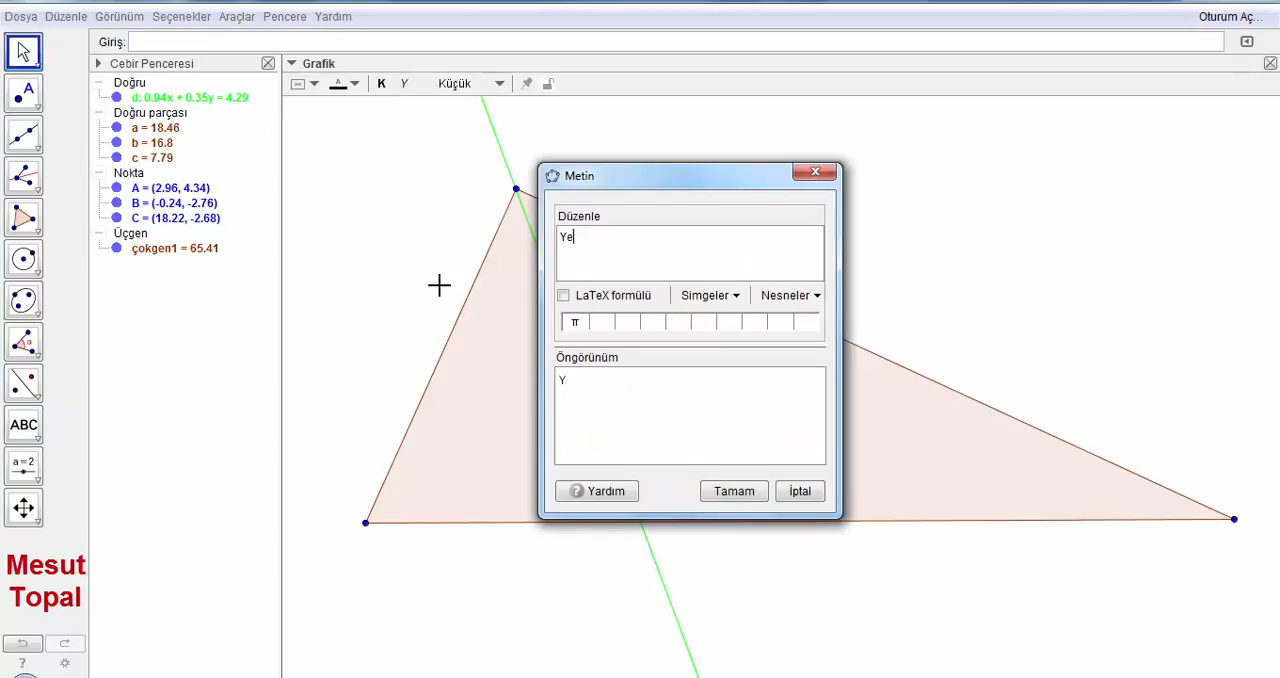 Dosya Düzenle Görünüm Seçenekler Araçlar Pencere Yardım Oturum Aç...
Giriş:
Cebir Penceresi
Grafik
K Y Küçük
Doğru
d: 0.94x + 0.35y = 4.29
Doğru parçası
a = 18.46
b = 16.8
c = 7.79
Nokta
A = (2.96, 4.34)
B = (-0.24, -2.76)
C = (18.22, -2.68)
Üçgen
çokgen1 = 65.41
A
α
ABC
a=2
Mesut
Topal
?
Metin
Düzenle
Ye
LaTeX formülü Simgeler Nesneler
π
Öngörünüm
Y
? Yardım Tamam İptal